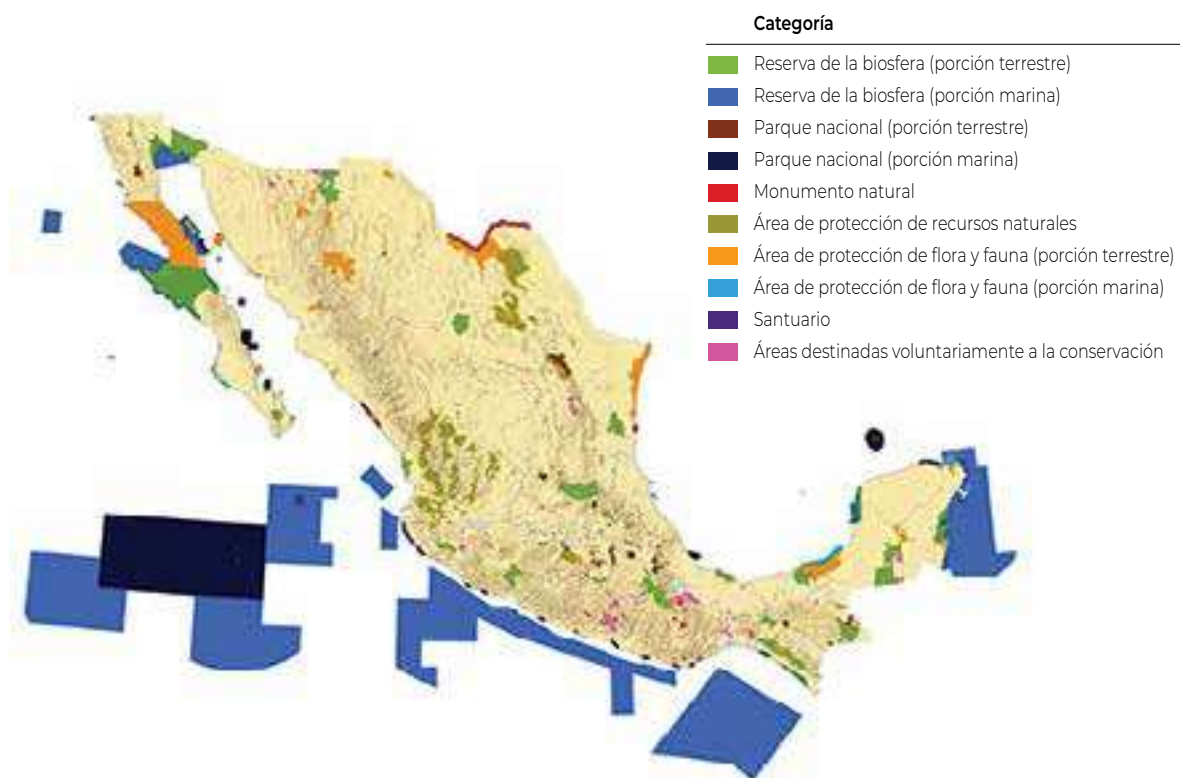 Categoría
Reserva de la biosfera (porción terrestre)
Reserva de la biosfera (porción marina)
Parque nacional (porción terrestre)
Parque nacional (porción marina)
Monumento natural
Área de protección de recursos naturales
Área de protección de flora y fauna (porción terrestre)
Área de protección de flora y fauna (porción marina)
Santuario
Áreas destinadas voluntariamente a la conservación